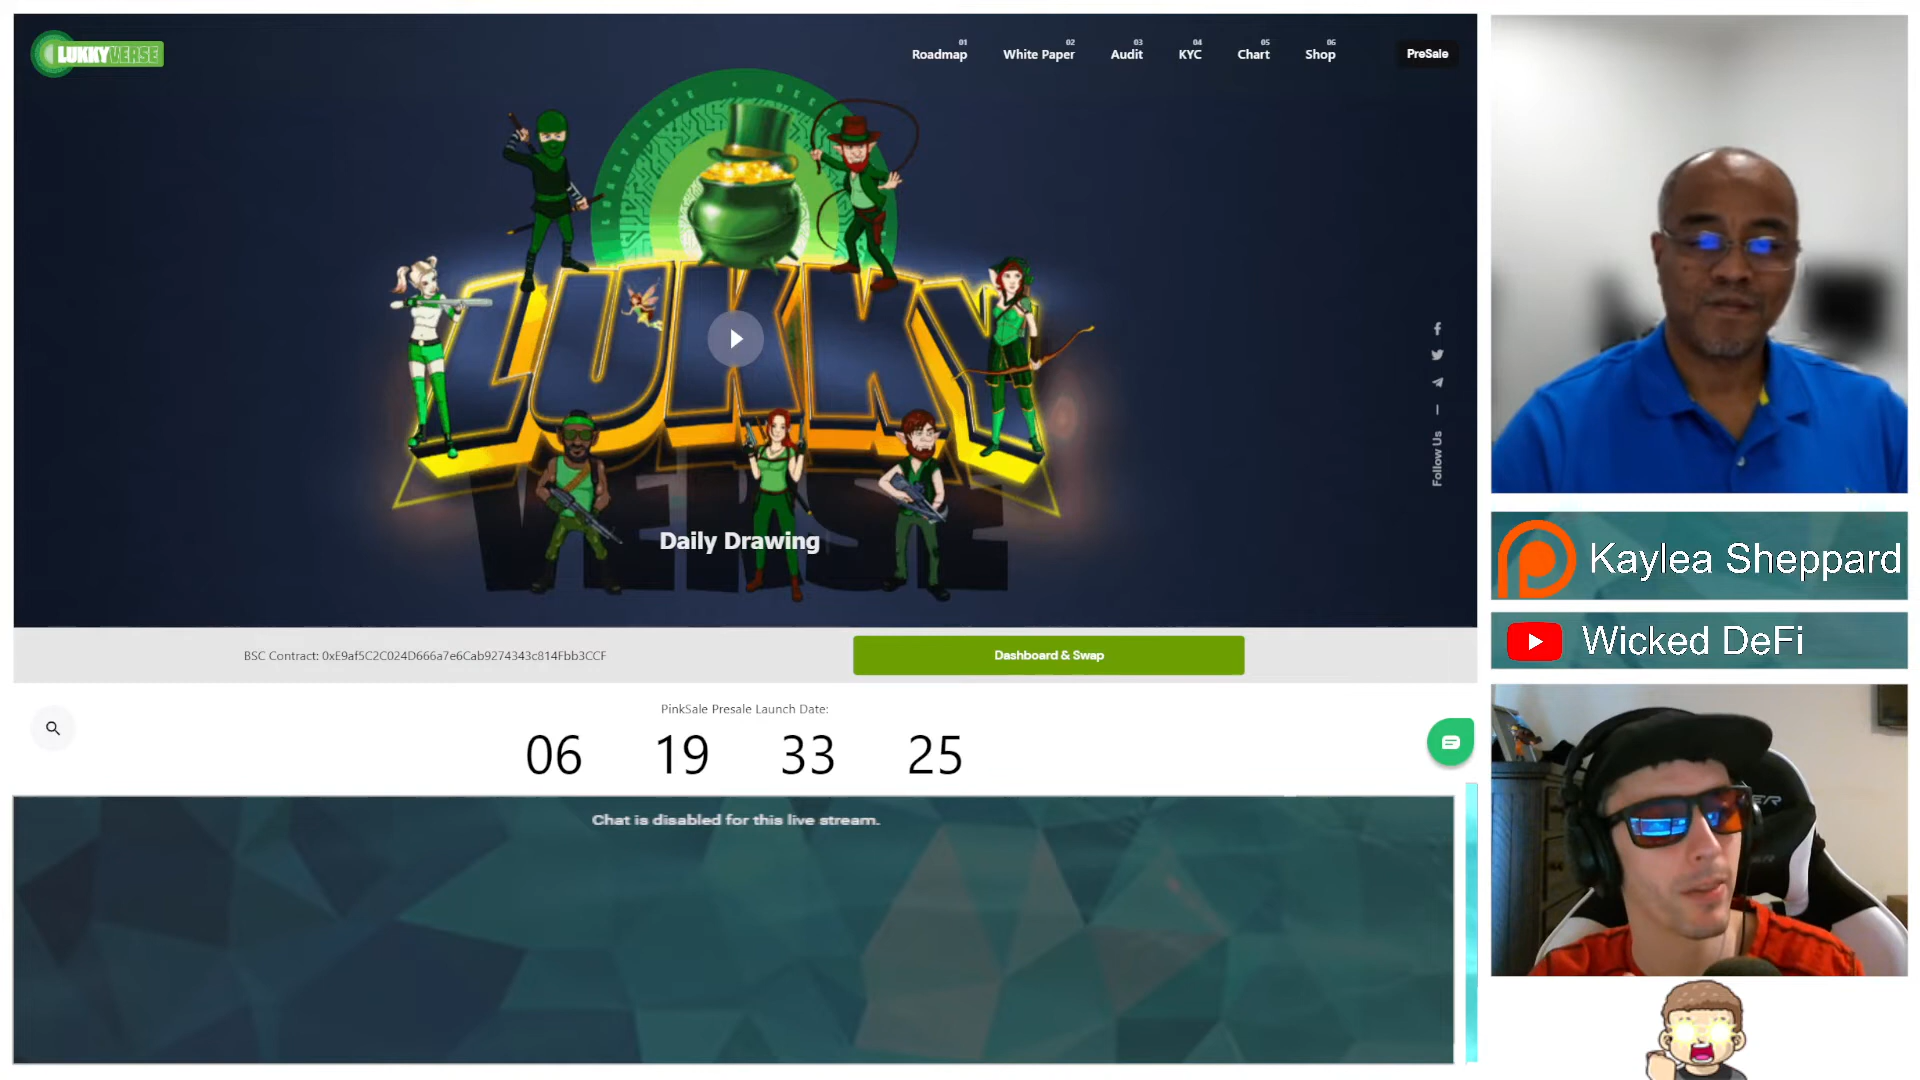 LUKKYVERSE
01
Roadmap
02
White Paper
03
Audit
04
KYC
05
Chart
06
Shop
PreSale
LUKKY
VERSE
Daily Drawing
Follow Us
BSC Contract: 0xE9af5C2C024D666a7e6Cab9274343c814Fbb3CCF
Dashboard & Swap
PinkSale Presale Launch Date:
06 19 33 25
Chat is disabled for this live stream.
Kaylea Sheppard
Wicked DeFi